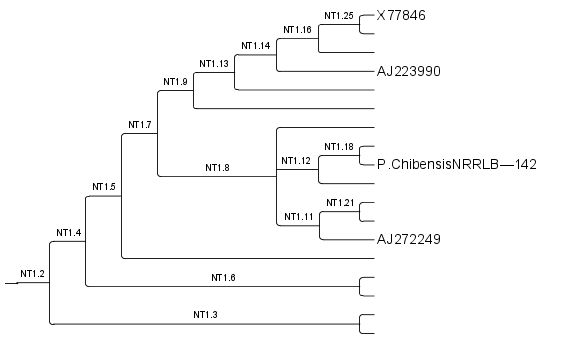 NT1.25
X77846
NT1.16
NT1.14
NT1.13
AJ223990
NT1.9
NT1.7
NT1.18
NT1.12
P.ChibensisNRRLB—142
NT1.8
NT1.5
NT1.21
NT1.11
NT1.4
AJ272249
NT1.2
NT1.6
NT1.3